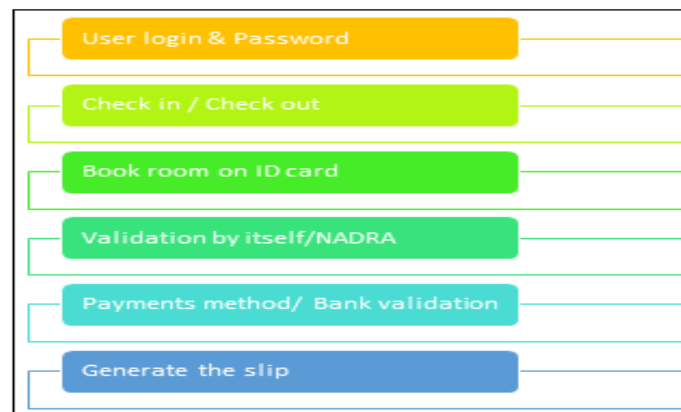 User login & Password
Check in / Check out
Book room on ID card
Validation by itself/NADRA
Payments method/ Bank validation
Generate the slip